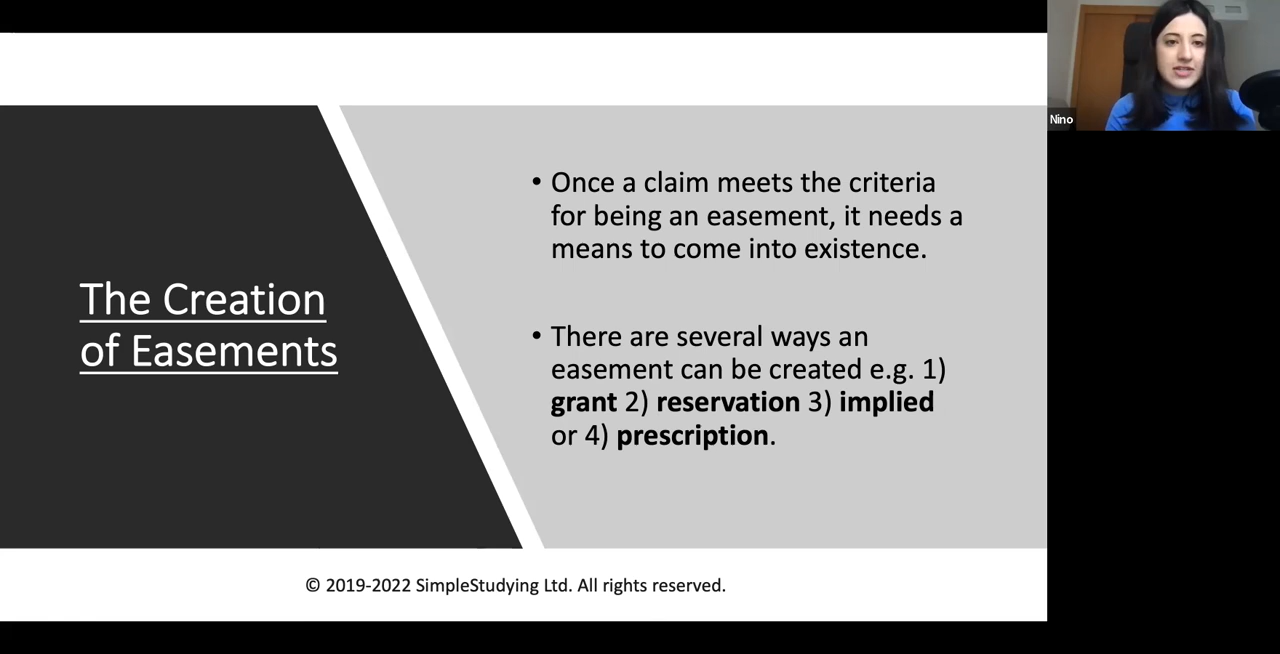 The Creation
of Easements
• Once a claim meets the criteria
for being an easement, it needs a
means to come into existence.
• There are several ways an
easement can be created e.g. 1)
grant 2) reservation 3) implied
or 4) prescription.
© 2019-2022 SimpleStudying Ltd. All rights reserved.
Nino